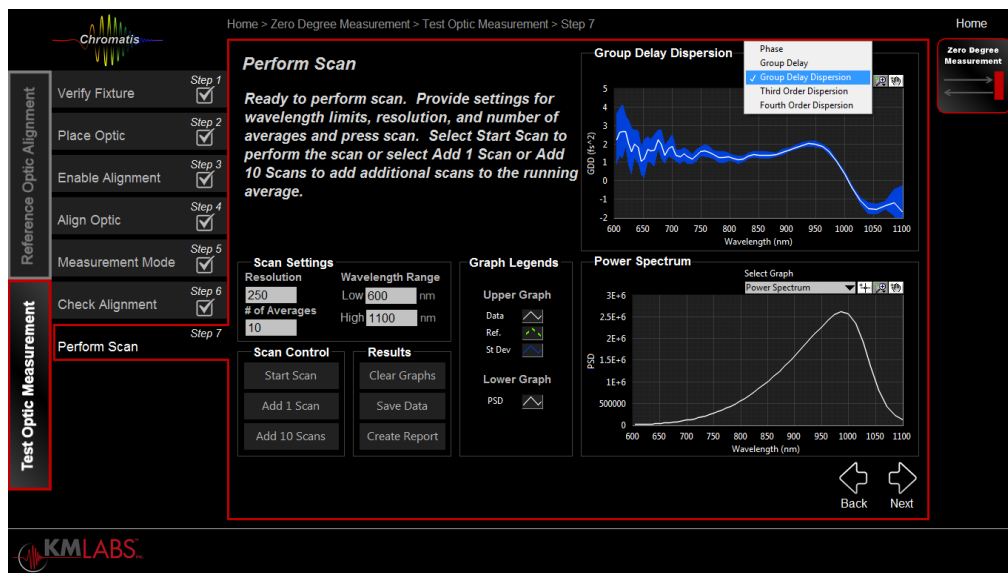 Chromatis
Home > Zero Degree Measurement > Test Optic Measurement > Step 7
Home
Zero Degree
Measurement
Reference Optic Alignment
Test Optic Measurement
Step 1
Verify Fixture
Step 2
Place Optic
Step 3
Enable Alignment
Step 4
Align Optic
Step 5
Measurement Mode
Step 6
Check Alignment
Step 7
Perform Scan
Perform Scan
Ready to perform scan. Provide settings for
wavelength limits, resolution, and number of
averages and press scan. Select Start Scan to
perform the scan or select Add 1 Scan or Add
10 Scans to add additional scans to the running
average.
Scan Settings
Resolution
250
# of Averages
10
Wavelength Range
Low 600 nm
High 1100 nm
Scan Control
Start Scan
Add 1 Scan
Add 10 Scans
Results
Clear Graphs
Save Data
Create Report
Graph Legends
Upper Graph
Data
Ref.
St Dev
Lower Graph
PSD
Group Delay Dispersion
Phase
Group Delay
✓ Group Delay Dispersion
Third Order Dispersion
Fourth Order Dispersion
GDD (fs^2)
5
4
3
2
1
0
-1
-2
600 650 700 750 800 850 900 950 1000 1050 1100
Wavelength (nm)
Power Spectrum
Select Graph
Power Spectrum
PSD
3E+6
2.5E+6
2E+6
1.5E+6
1E+6
500000
0
600 650 700 750 800 850 900 950 1000 1050 1100
Wavelength (nm)
Back Next
KMLABS